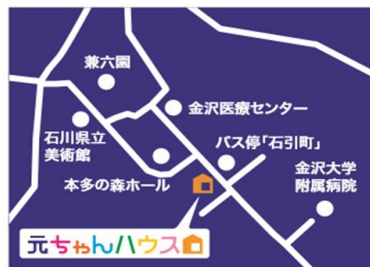 兼六園
金沢医療センター
石川県立
美術館
バス停「石引町」
本多の森ホール
金沢大学
附属病院
元ちゃんハウス